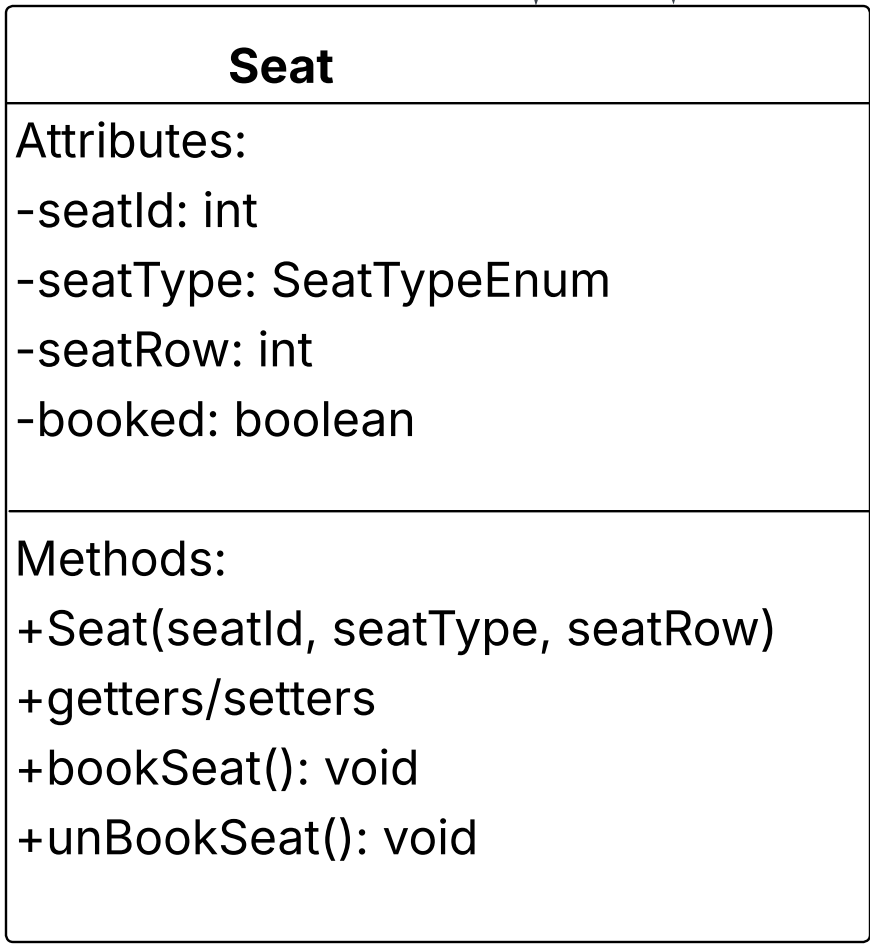 Seat
Attributes:
-seatId: int
-seatType: SeatTypeEnum
-seatRow: int
-booked: boolean
Methods:
+Seat(seatId, seatType, seatRow)
+getters/setters
+bookSeat(): void
+unBookSeat(): void